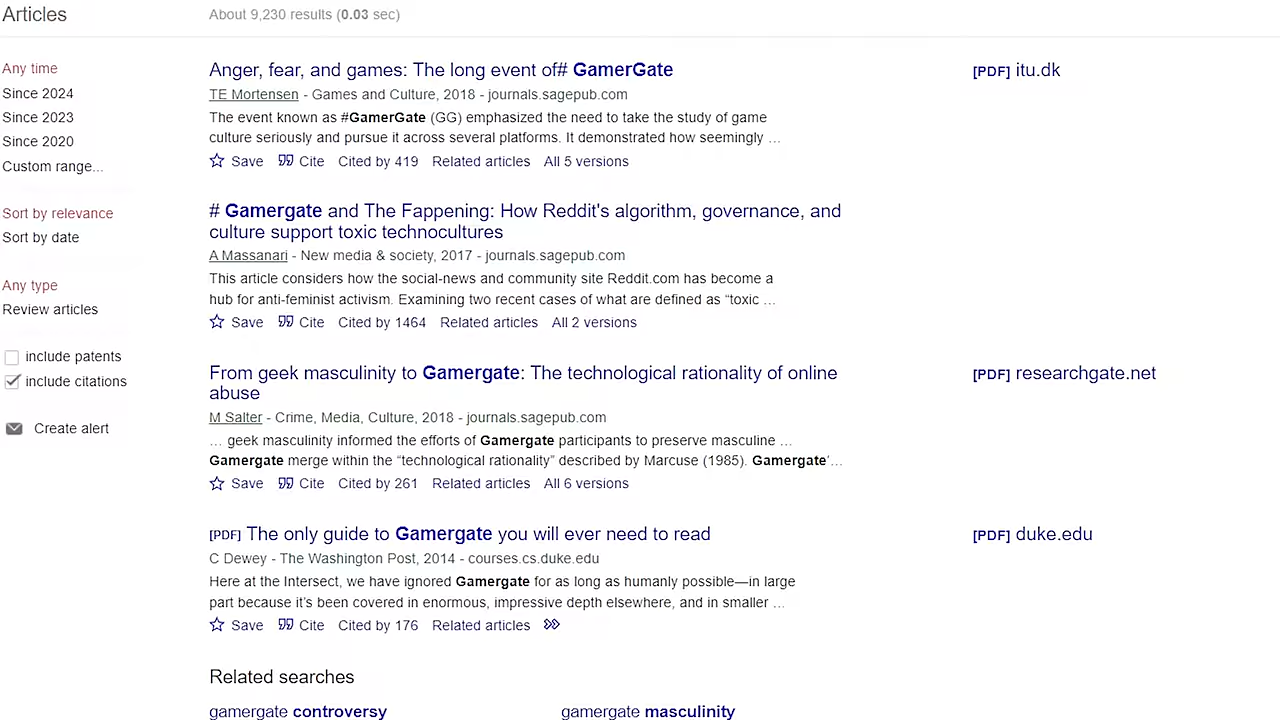 Articles
About 9,230 results (0.03 sec)
Any time
Since 2024
Since 2023
Since 2020
Custom range...
Sort by relevance
Sort by date
Any type
Review articles
include patents
include citations
Create alert
Anger, fear, and games: The long event of# GamerGate
[PDF] itu.dk
TE Mortensen - Games and Culture, 2018 - journals.sagepub.com
The event known as #GamerGate (GG) emphasized the need to take the study of game
culture seriously and pursue it across several platforms. It demonstrated how seemingly …
Save Cite Cited by 419 Related articles All 5 versions
# Gamergate and The Fappening: How Reddit's algorithm, governance, and
culture support toxic technocultures
A Massanari - New media & society, 2017 - journals.sagepub.com
This article considers how the social-news and community site Reddit.com has become a
hub for anti-feminist activism. Examining two recent cases of what are defined as “toxic …
Save Cite Cited by 1464 Related articles All 2 versions
From geek masculinity to Gamergate: The technological rationality of online
abuse
[PDF] researchgate.net
M Salter - Crime, Media, Culture, 2018 - journals.sagepub.com
… geek masculinity informed the efforts of Gamergate participants to preserve masculine …
Gamergate merge within the “technological rationality” described by Marcuse (1985). Gamergate'…
Save Cite Cited by 261 Related articles All 6 versions
[PDF] The only guide to Gamergate you will ever need to read
[PDF] duke.edu
C Dewey - The Washington Post, 2014 - courses.cs.duke.edu
Here at the Intersect, we have ignored Gamergate for as long as humanly possible—in large
part because it's been covered in enormous, impressive depth elsewhere, and in smaller …
Save Cite Cited by 176 Related articles
Related searches
gamergate controversy
gamergate masculinity